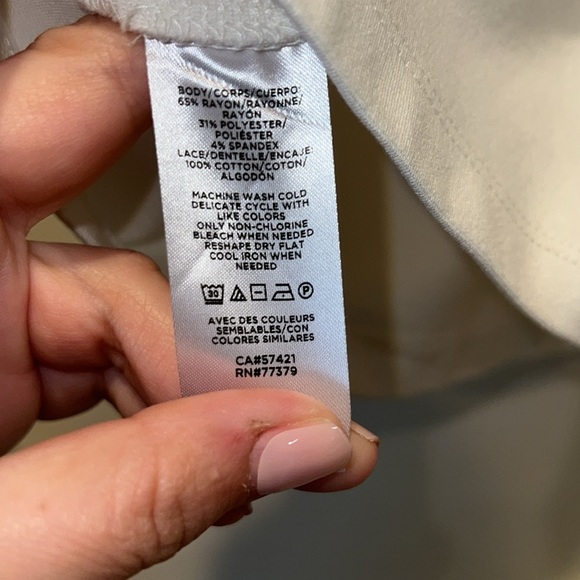 BODY/CORPS/CUERPO:
65% RAYON/RAYONNE/
RAYÓN
31% POLYESTER/
POLIÉSTER
4% SPANDEX
LACE/DENTELLE/ENCAJE:
100% COTTON/COTON/
ALGODÓN
MACHINE WASH COLD
DELICATE CYCLE WITH
LIKE COLORS
ONLY NON-CHLORINE
BLEACH WHEN NEEDED
RESHAPE DRY FLAT
COOL IRON WHEN
NEEDED
30 P
AVEC DES COULEURS
SEMBLABLES/CON
COLORES SIMILARES
CA#57421
RN#77379